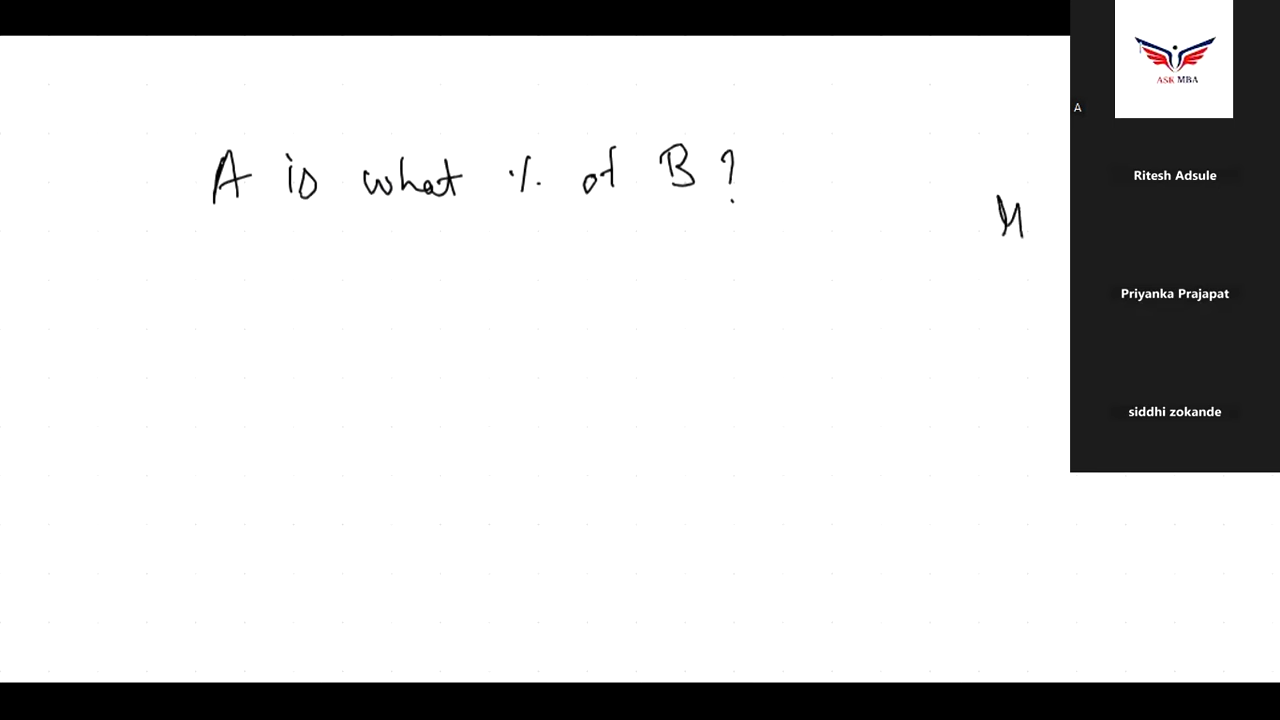 A is what % of B ?
M
ASK MBA
A
Ritesh Adsule
Priyanka Prajapat
siddhi zokande